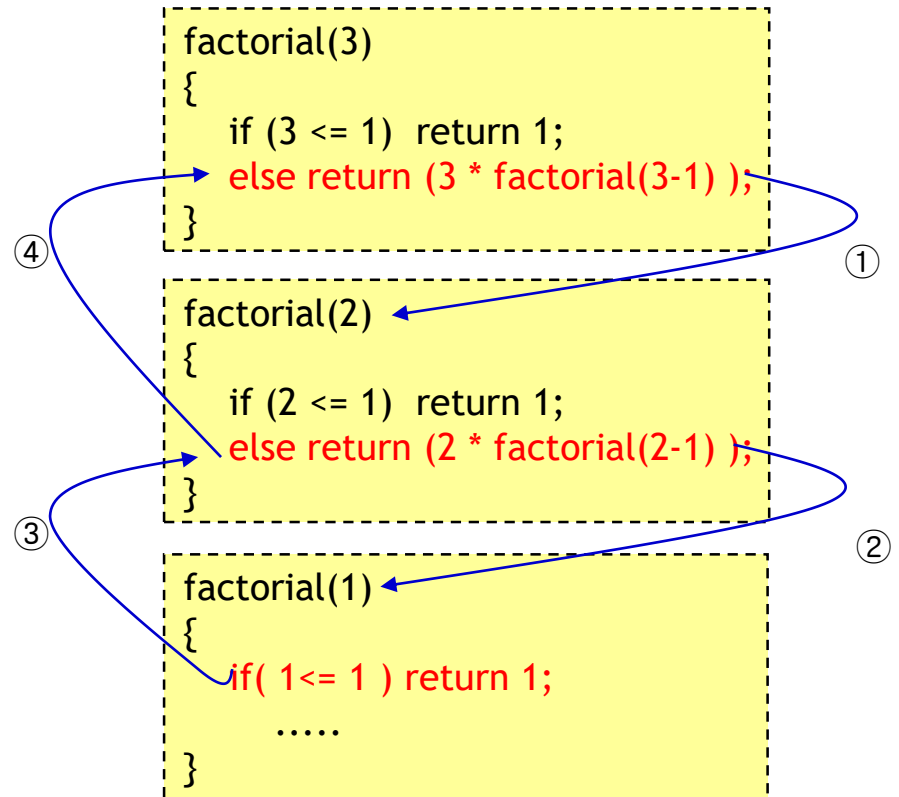 factorial(3)
{
if (3 <= 1) return 1;
else return (3 * factorial(3-1) );
}
④
①
factorial(2)
{
if (2 <= 1) return 1;
else return (2 * factorial(2-1) );
}
③
②
factorial(1)
{
if( 1<= 1 ) return 1;
.....
}